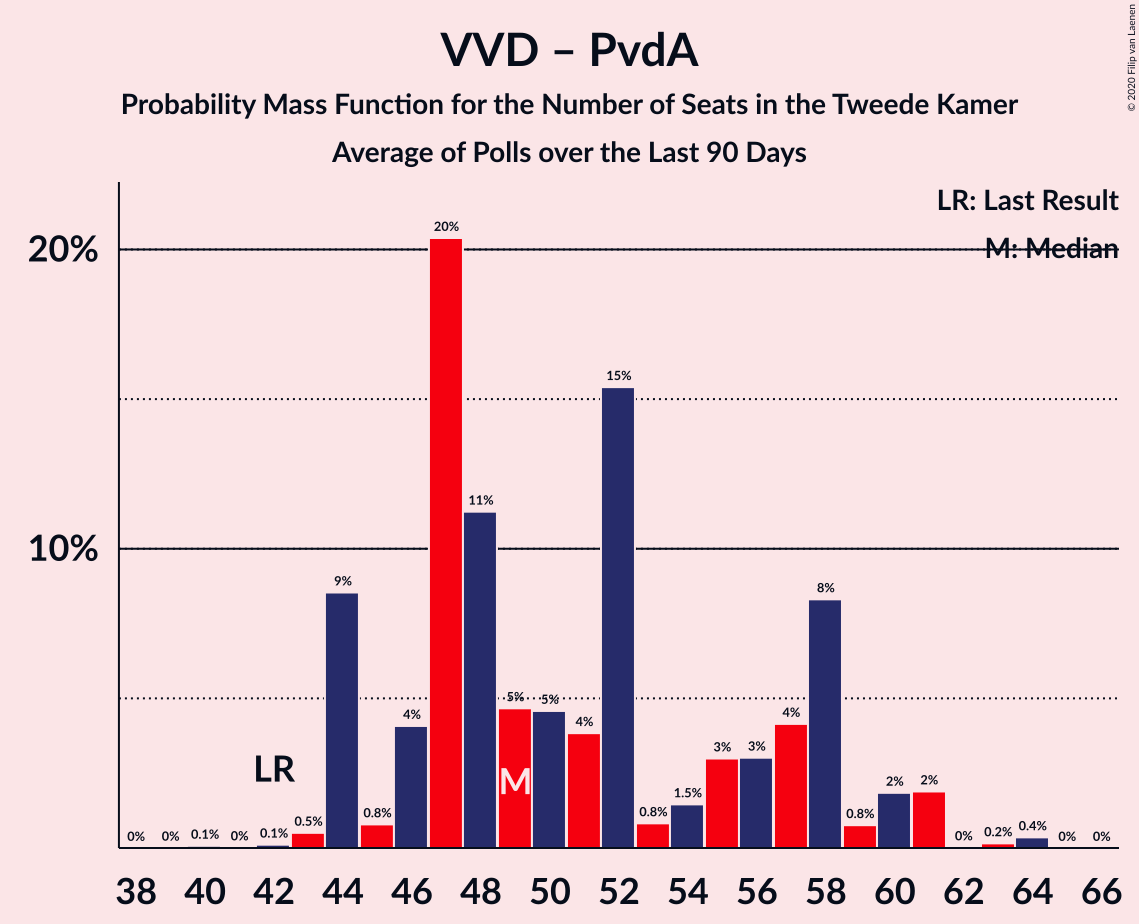 VVD – PvdA
Probability Mass Function for the Number of Seats in the Tweede Kamer
Average of Polls over the Last 90 Days
© 2020 Filip van Laenen
LR: Last Result
M: Median
20%
10%
0% 0% 0.1% 0% 0.1% 0.5% 9% 0.8% 4% 20% 11% 5% 5% 4% 15% 0.8% 1.5% 3% 3% 4% 8% 0.8% 2% 2% 0% 0.2% 0.4% 0% 0%
LR
M
38 40 42 44 46 48 50 52 54 56 58 60 62 64 66